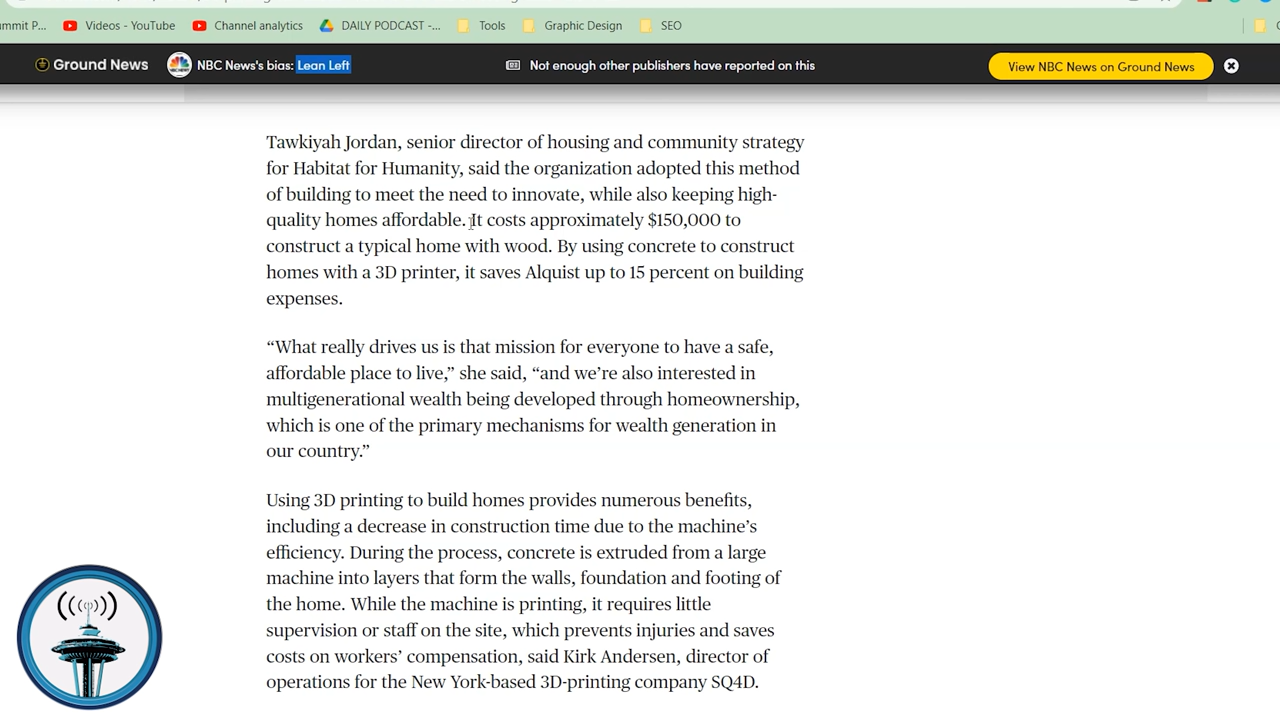 ummit P...
Videos - YouTube
Channel analytics
DAILY PODCAST -...
Tools
Graphic Design
SEO
Ground News
NBC News's bias: Lean Left
Not enough other publishers have reported on this
View NBC News on Ground News
Tawkiyah Jordan, senior director of housing and community strategy
for Habitat for Humanity, said the organization adopted this method
of building to meet the need to innovate, while also keeping high-
quality homes affordable. It costs approximately $150,000 to
construct a typical home with wood. By using concrete to construct
homes with a 3D printer, it saves Alquist up to 15 percent on building
expenses.
“What really drives us is that mission for everyone to have a safe,
affordable place to live,” she said, “and we’re also interested in
multigenerational wealth being developed through homeownership,
which is one of the primary mechanisms for wealth generation in
our country.”
Using 3D printing to build homes provides numerous benefits,
including a decrease in construction time due to the machine’s
efficiency. During the process, concrete is extruded from a large
machine into layers that form the walls, foundation and footing of
the home. While the machine is printing, it requires little
supervision or staff on the site, which prevents injuries and saves
costs on workers’ compensation, said Kirk Andersen, director of
operations for the New York-based 3D-printing company SQ4D.